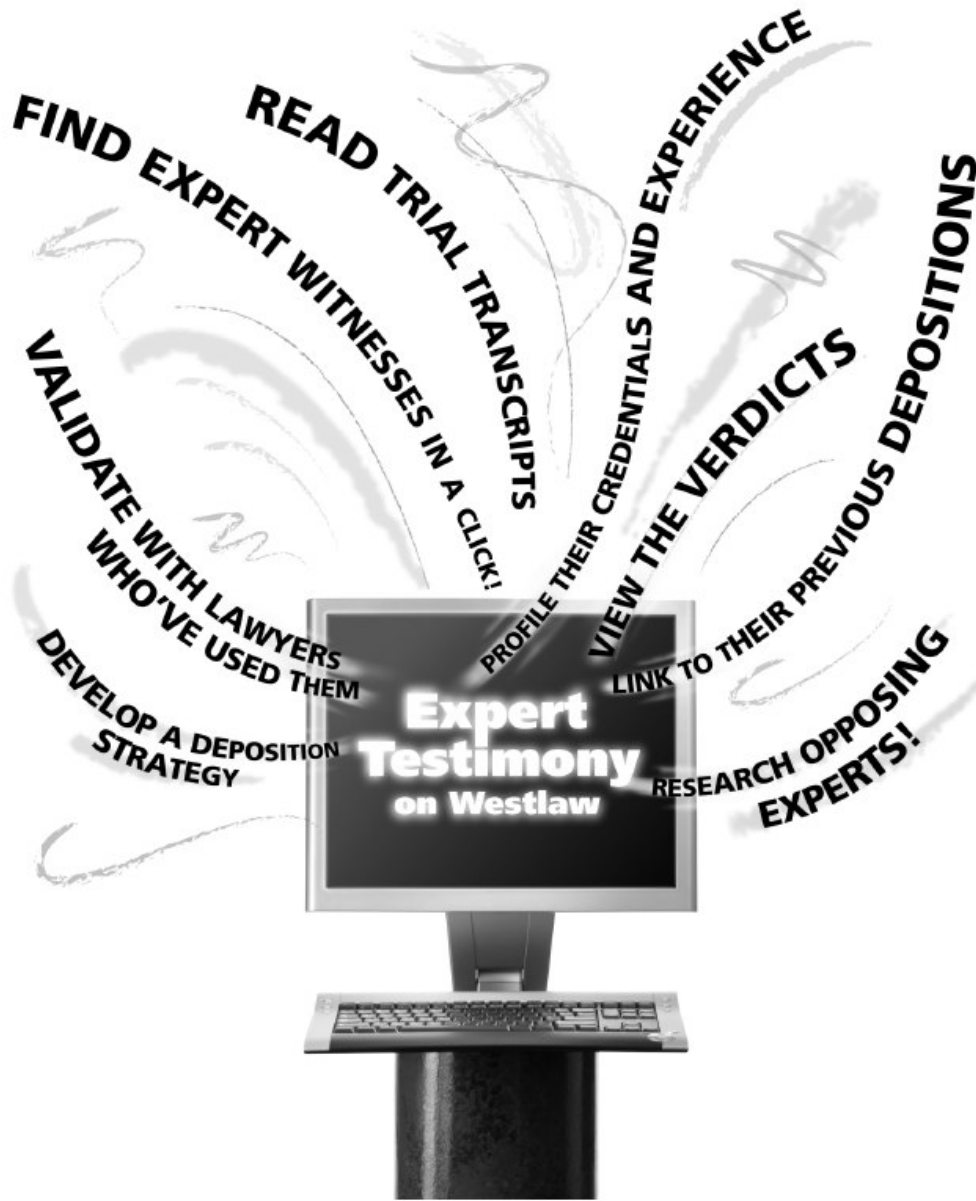 FIND EXPERT WITNESSES IN A CLICK!
READ TRIAL TRANSCRIPTS
PROFILE THEIR CREDENTIALS AND EXPERIENCE
VIEW THE VERDICTS
LINK TO THEIR PREVIOUS DEPOSITIONS
VALIDATE WITH LAWYERS
WHO'VE USED THEM
DEVELOP A DEPOSITION
STRATEGY
RESEARCH OPPOSING
EXPERTS!
Expert
Testimony
on Westlaw